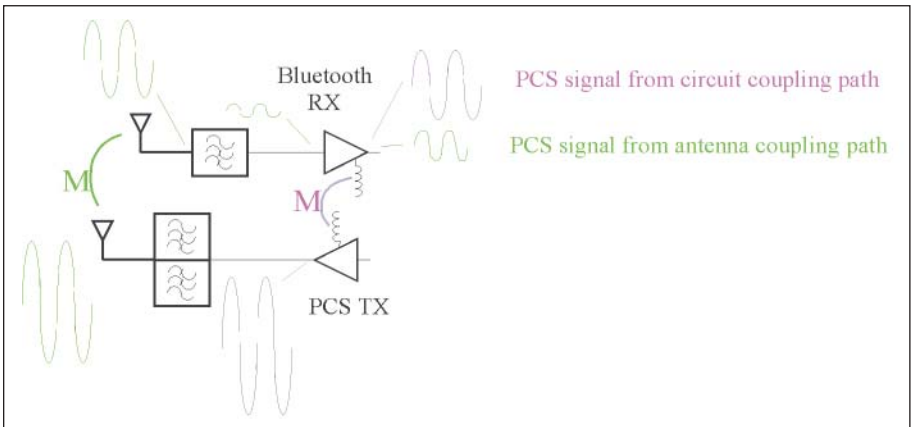 Bluetooth
RX
PCS signal from circuit coupling path
PCS signal from antenna coupling path
M
M
PCS TX